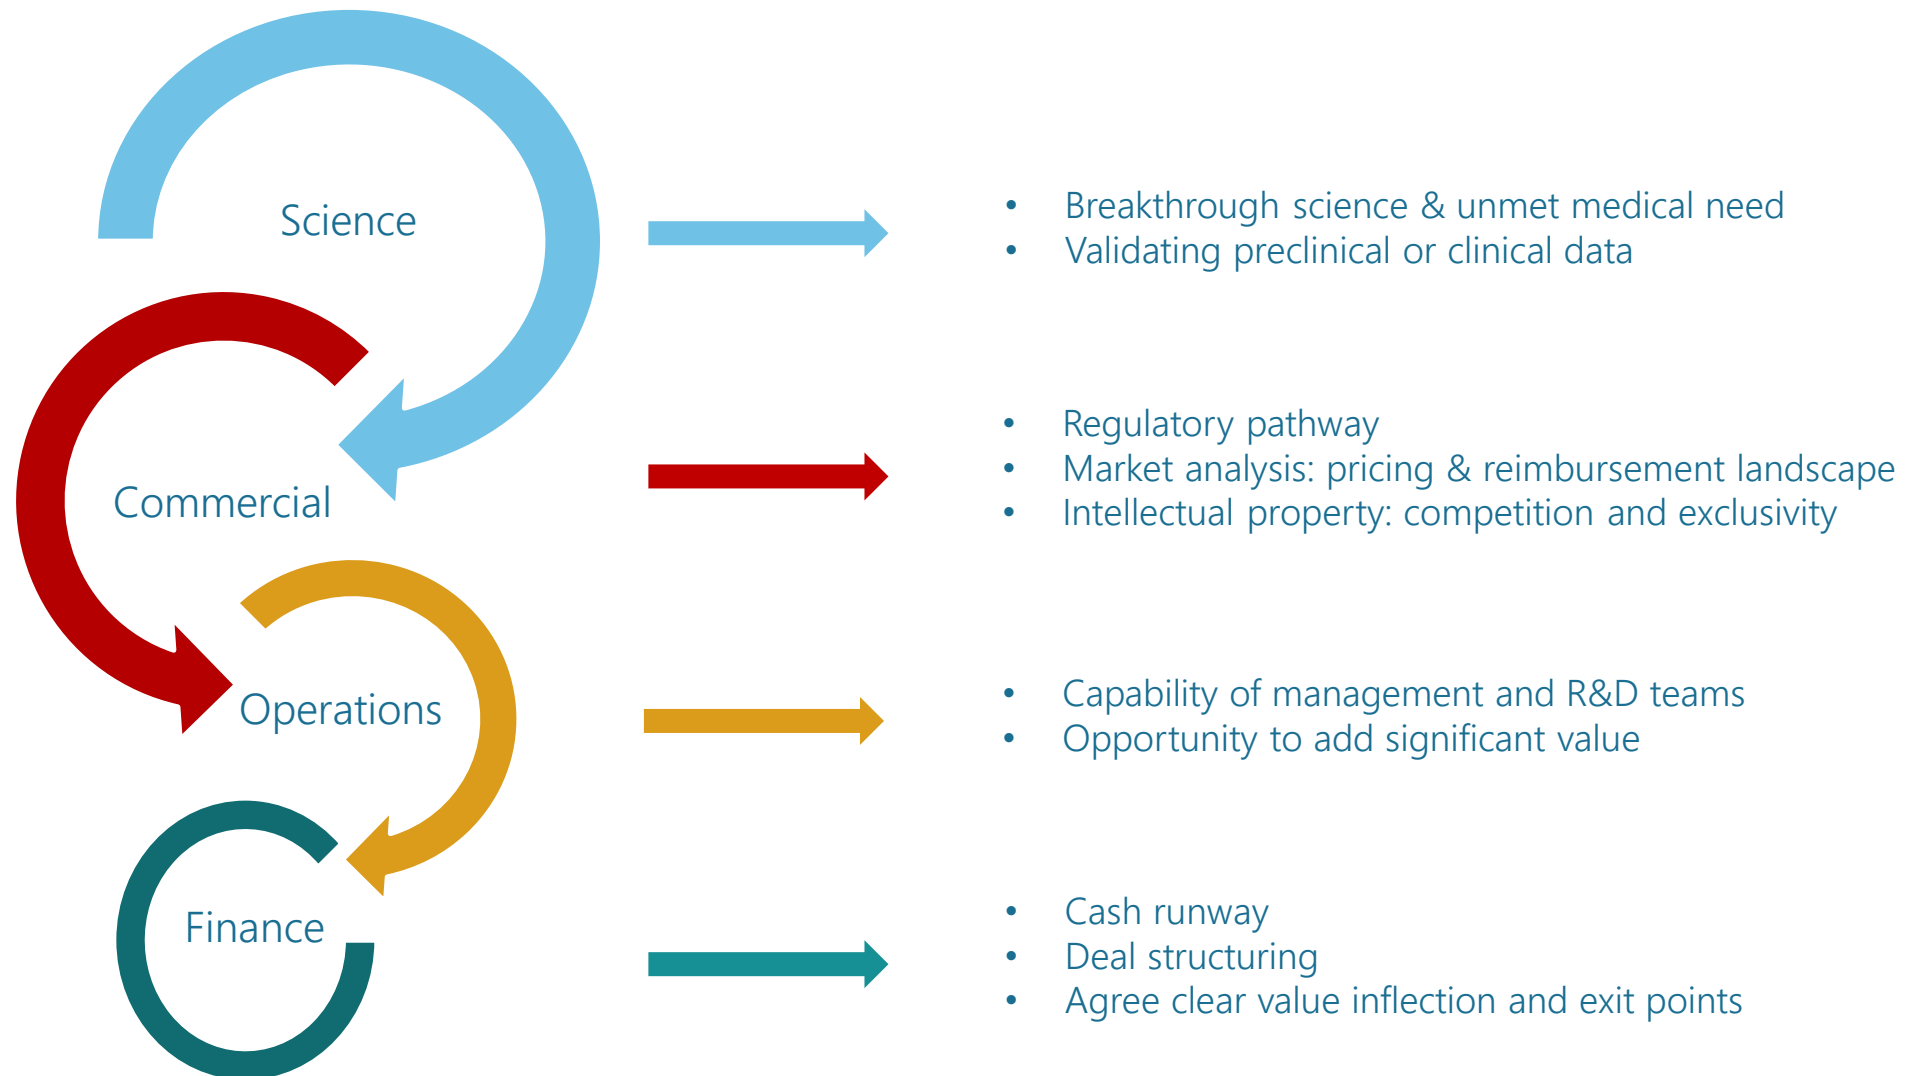 Science
• Breakthrough science & unmet medical need
• Validating preclinical or clinical data
Commercial
• Regulatory pathway
• Market analysis: pricing & reimbursement landscape
• Intellectual property: competition and exclusivity
Operations
• Capability of management and R&D teams
• Opportunity to add significant value
Finance
• Cash runway
• Deal structuring
• Agree clear value inflection and exit points